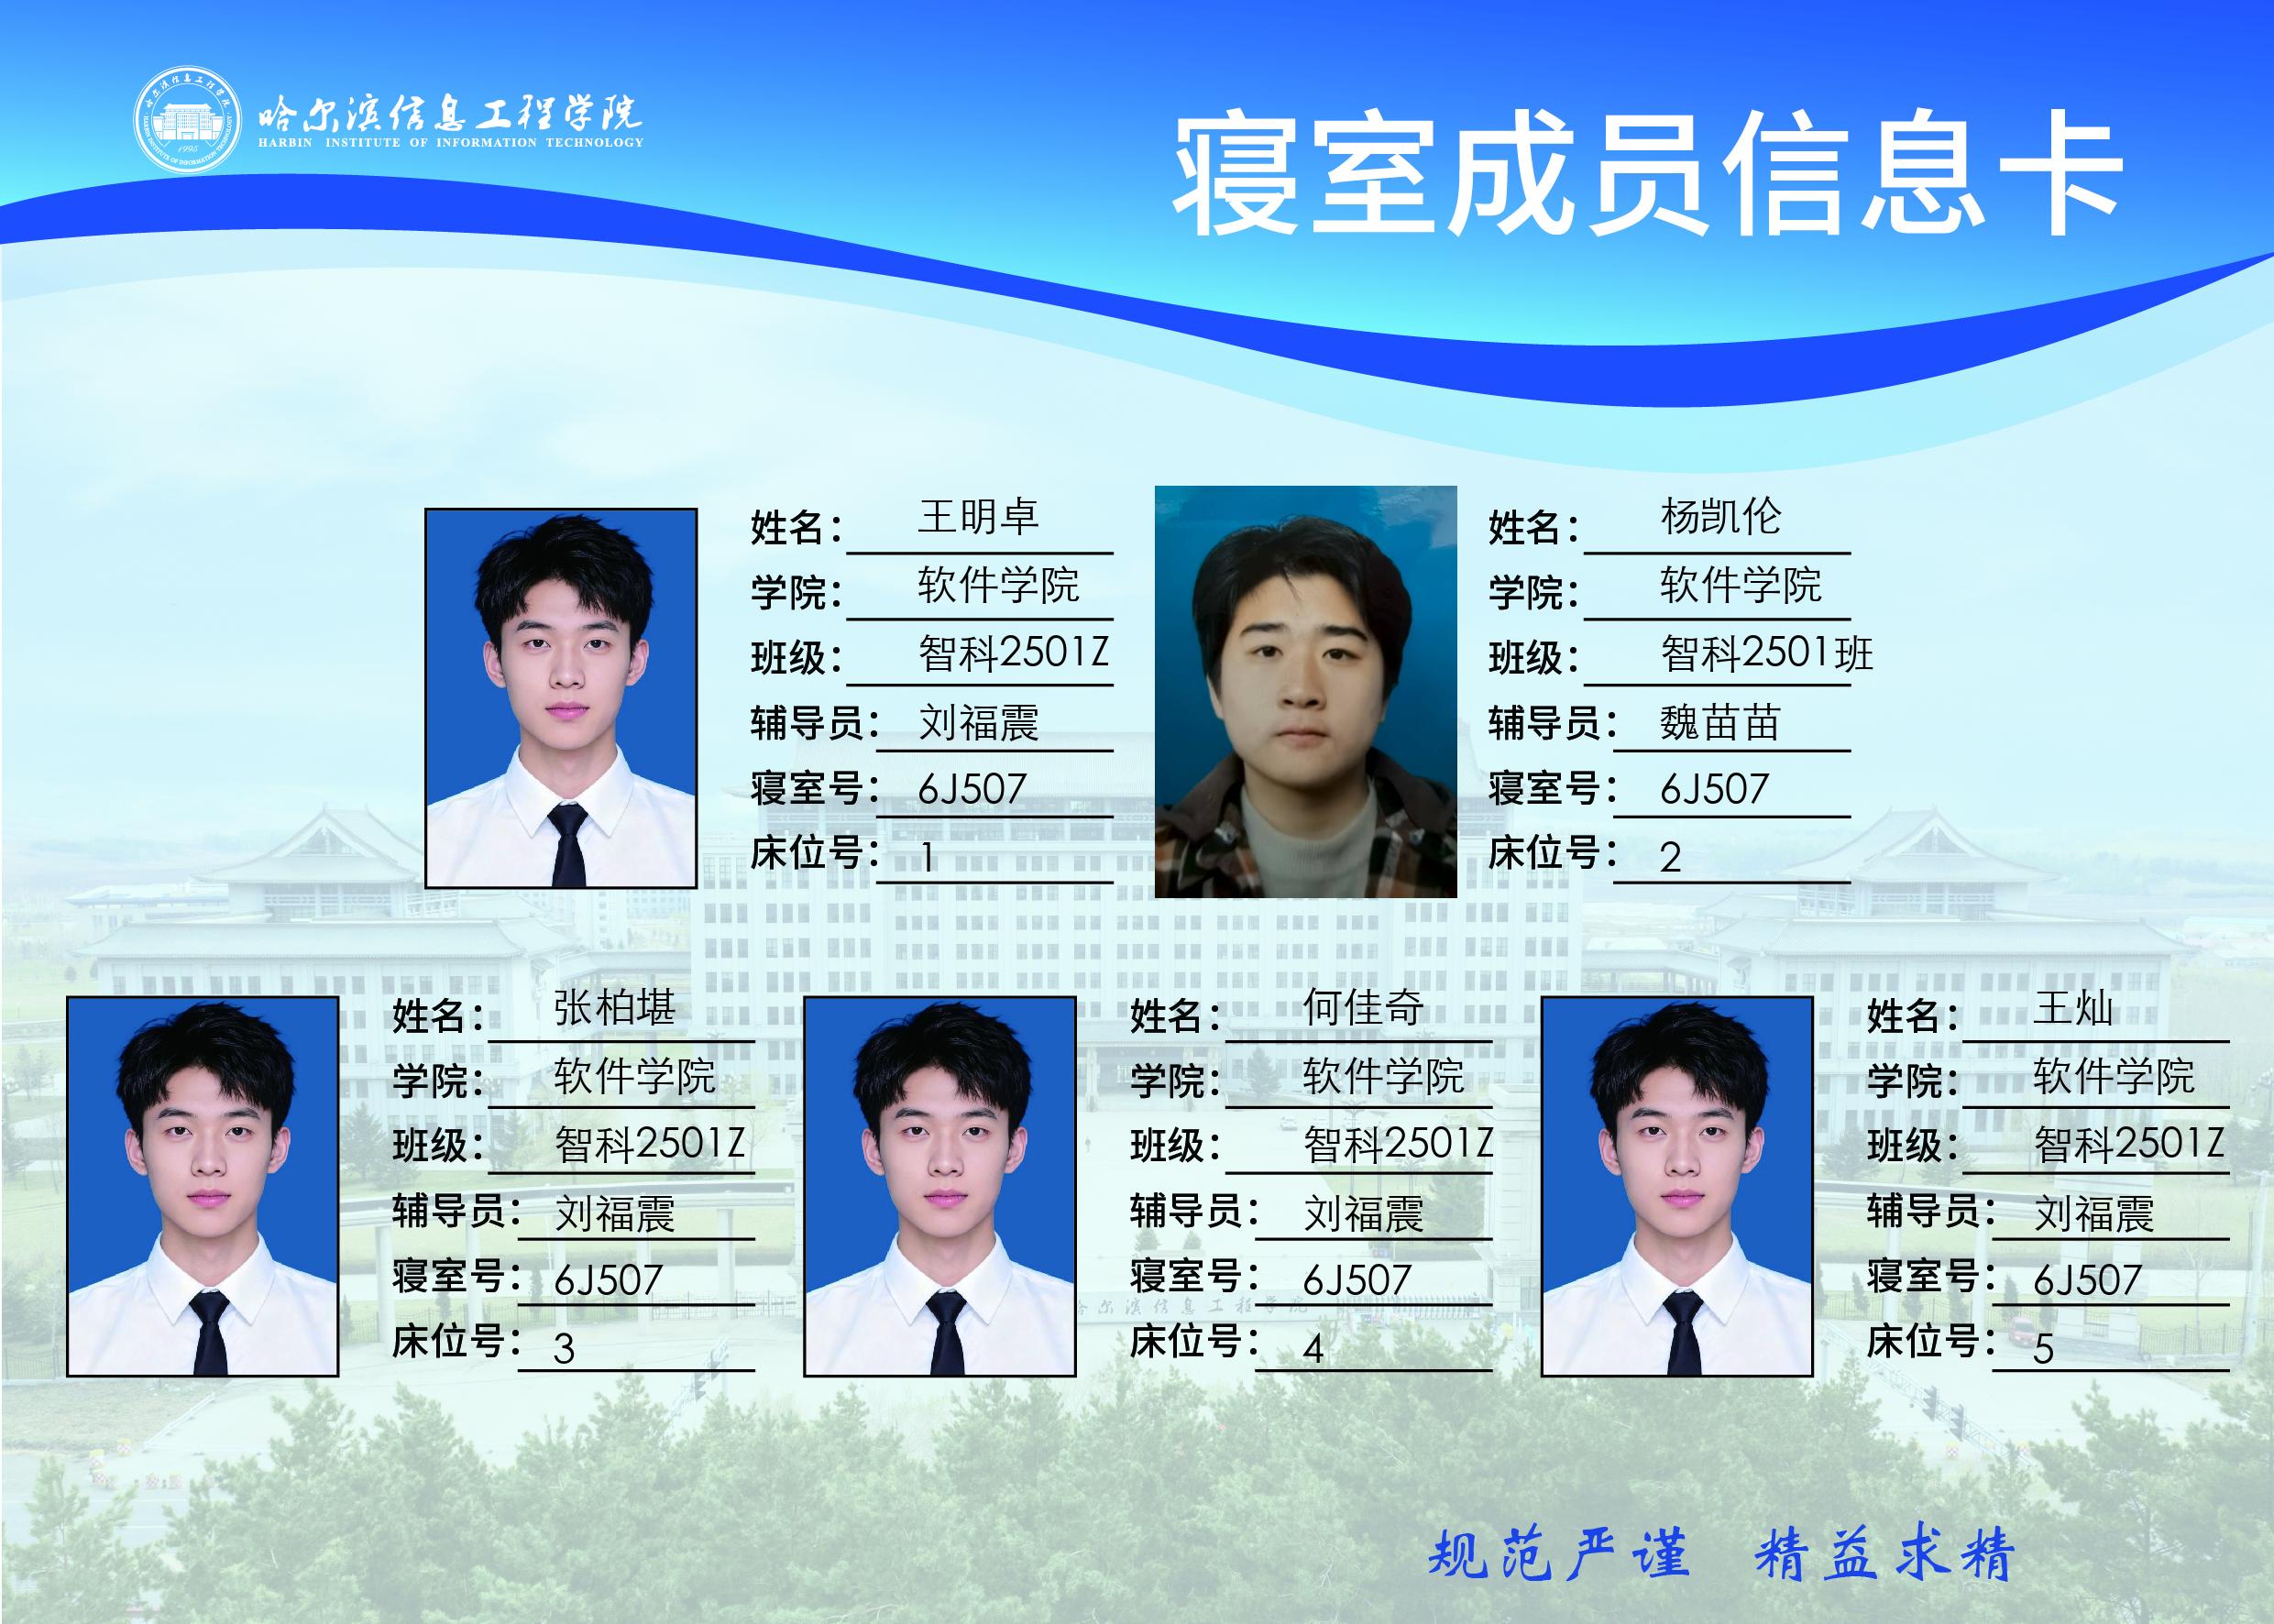 哈尔滨信息工程学院
HARBIN INSTITUTE OF INFORMATION TECHNOLOGY
1995
寝室成员信息卡
姓名：王明卓
学院：软件学院
班级：智科2501Z
辅导员：刘福震
寝室号：6J507
床位号：1
姓名：杨凯伦
学院：软件学院
班级：智科2501班
辅导员：魏苗苗
寝室号：6J507
床位号：2
姓名：张柏堪
学院：软件学院
班级：智科2501Z
辅导员：刘福震
寝室号：6J507
床位号：3
姓名：何佳奇
学院：软件学院
班级：智科2501Z
辅导员：刘福震
寝室号：6J507
床位号：4
姓名：王灿
学院：软件学院
班级：智科2501Z
辅导员：刘福震
寝室号：6J507
床位号：5
哈尔滨信息工程学院
规范严谨 精益求精